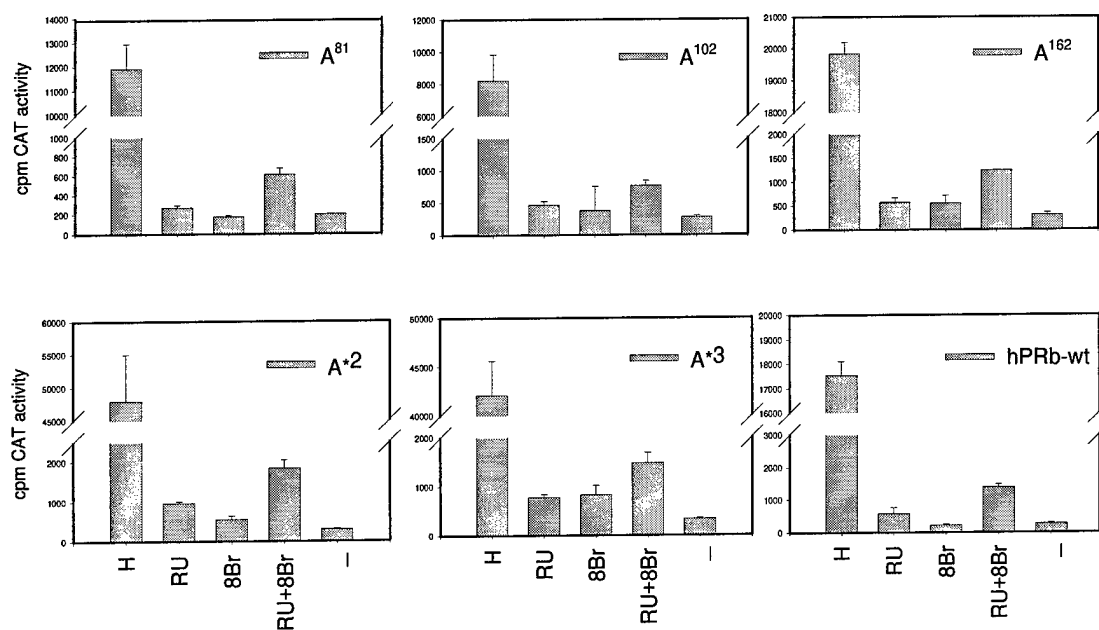 14000
13000
12000
11000
10000
1000
800
600
400
200
0
cpm CAT activity
A81
12000
10000
8000
6000
1500
1000
500
0
A102
21000
20000
19000
18000
2000
1500
1000
500
0
A162
60000
55000
50000
45000
2000
1000
0
cpm CAT activity
A*2
50000
45000
40000
2000
1000
0
A*3
20000
19000
18000
17000
16000
3000
2000
1000
0
hPRb-wt
H
RU
8Br
RU+8Br
–
H
RU
8Br
RU+8Br
–
H
RU
8Br
RU+8Br
–